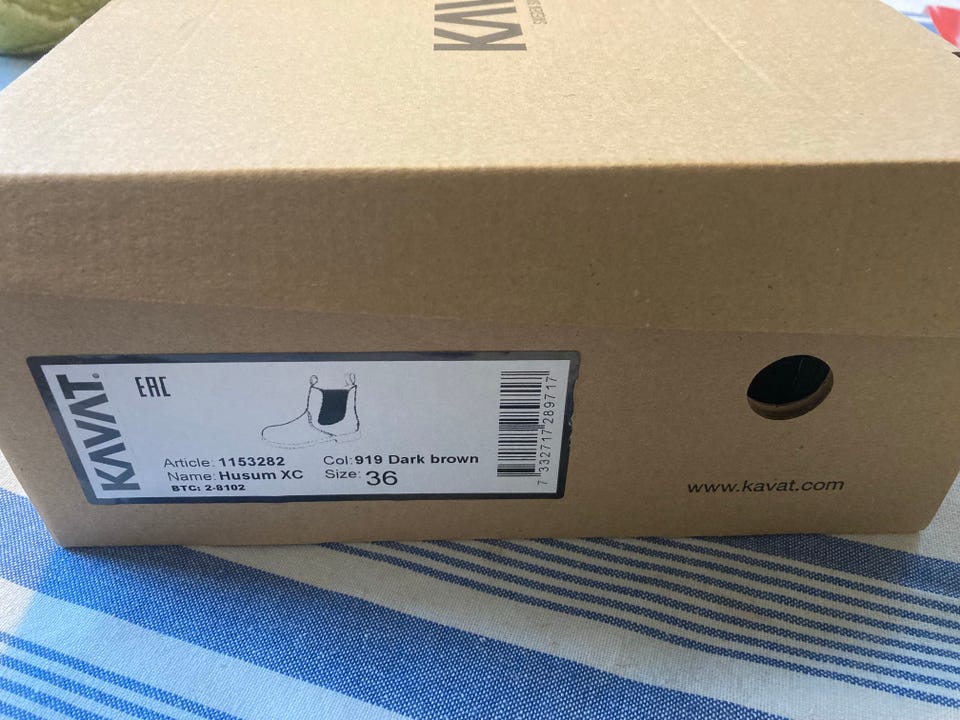 KAVAT.
EAC
Article: 1153282 Col: 919 Dark brown
Name: Husum XC Size: 36
BTC: 2-8102
7 332717 289717
www.kavat.com